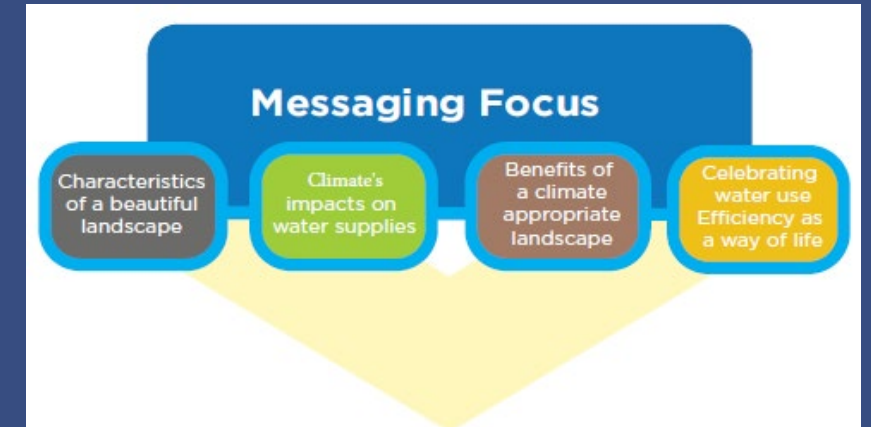 Messaging Focus
Characteristics
of a beautiful
landscape
Climate's
impacts on
water supplies
Benefits of
a climate
appropriate
landscape
Celebrating
water use
Efficiency as
a way of life